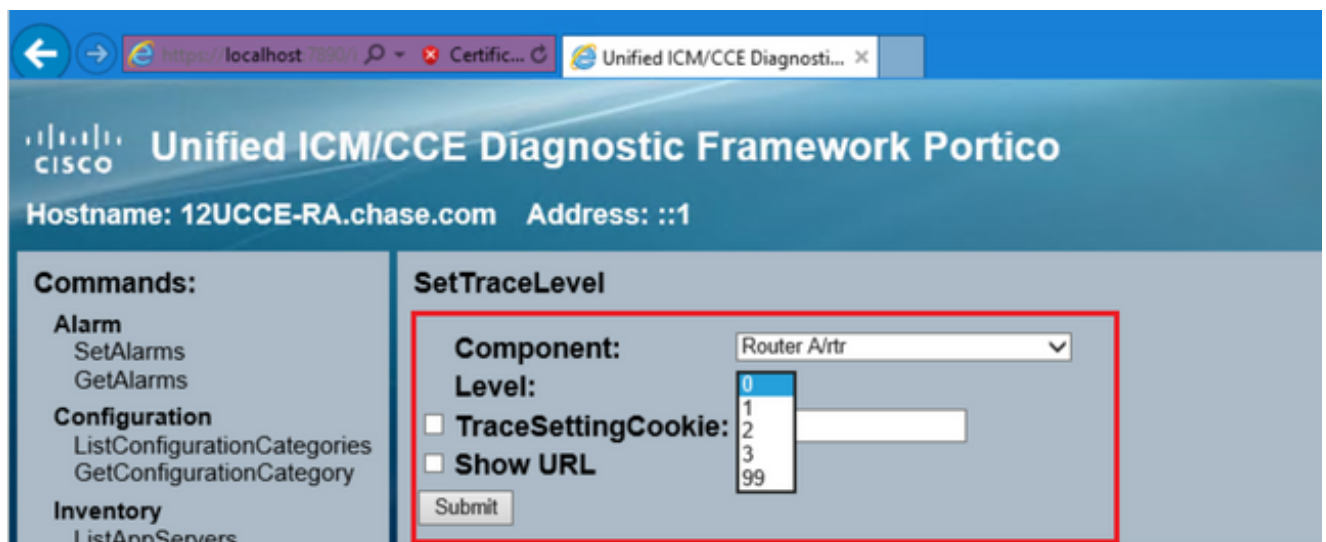 https://localhost:7890/i
Certific...
Unified ICM/CCE Diagnosti...
CISCO
Unified ICM/CCE Diagnostic Framework Portico
Hostname: 12UCCE-RA.chase.com Address: ::1
Commands:
Alarm
SetAlarms
GetAlarms
Configuration
ListConfigurationCategories
GetConfigurationCategory
Inventory
ListAppServers
SetTraceLevel
Component: Router A/rtr
Level:
0
1
2
3
99
TraceSettingCookie:
Show URL
Submit